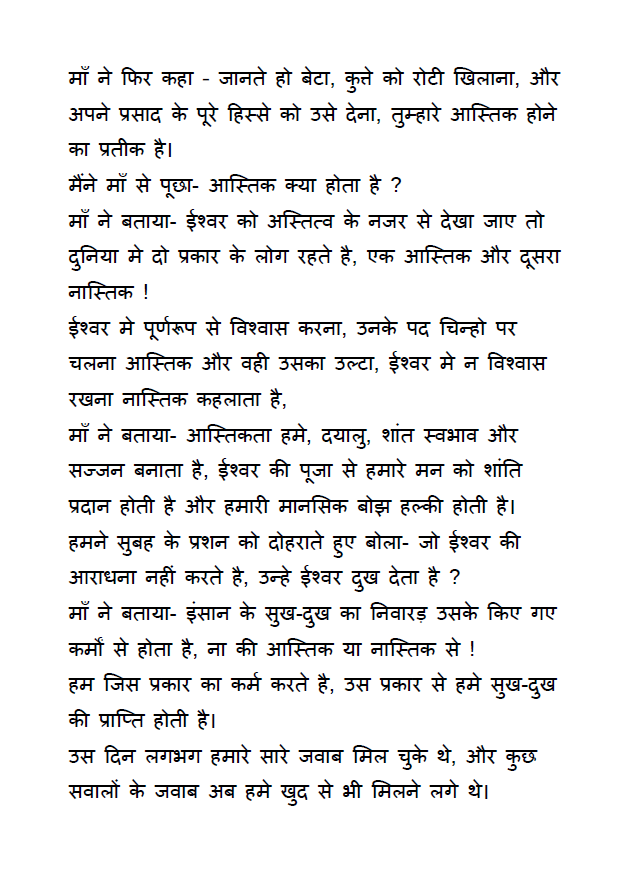 माँ ने फिर कहा - जानते हो बेटा, कुत्ते को रोटी खिलाना, और
अपने प्रसाद के पूरे हिस्से को उसे देना, तुम्हारे आस्तिक होने
का प्रतीक है।
मैंने माँ से पूछा- आस्तिक क्या होता है ?
माँ ने बताया- ईश्वर को अस्तित्व के नजर से देखा जाए तो
दुनिया मे दो प्रकार के लोग रहते है, एक आस्तिक और दूसरा
नास्तिक !
ईश्वर मे पूर्णरूप से विश्वास करना, उनके पद चिन्हो पर
चलना आस्तिक और वही उसका उल्टा, ईश्वर मे न विश्वास
रखना नास्तिक कहलाता है,
माँ ने बताया- आस्तिकता हमे, दयालु, शांत स्वभाव और
सज्जन बनाता है, ईश्वर की पूजा से हमारे मन को शांति
प्रदान होती है और हमारी मानसिक बोझ हल्की होती है।
हमने सुबह के प्रशन को दोहराते हुए बोला- जो ईश्वर की
आराधना नहीं करते है, उन्हे ईश्वर दुख देता है ?
माँ ने बताया- इंसान के सुख-दुख का निवारड़ उसके किए गए
कर्मों से होता है, ना की आस्तिक या नास्तिक से !
हम जिस प्रकार का कर्म करते है, उस प्रकार से हमे सुख-दुख
की प्राप्ति होती है।
उस दिन लगभग हमारे सारे जवाब मिल चुके थे, और कुछ
सवालों के जवाब अब हमे खुद से भी मिलने लगे थे।